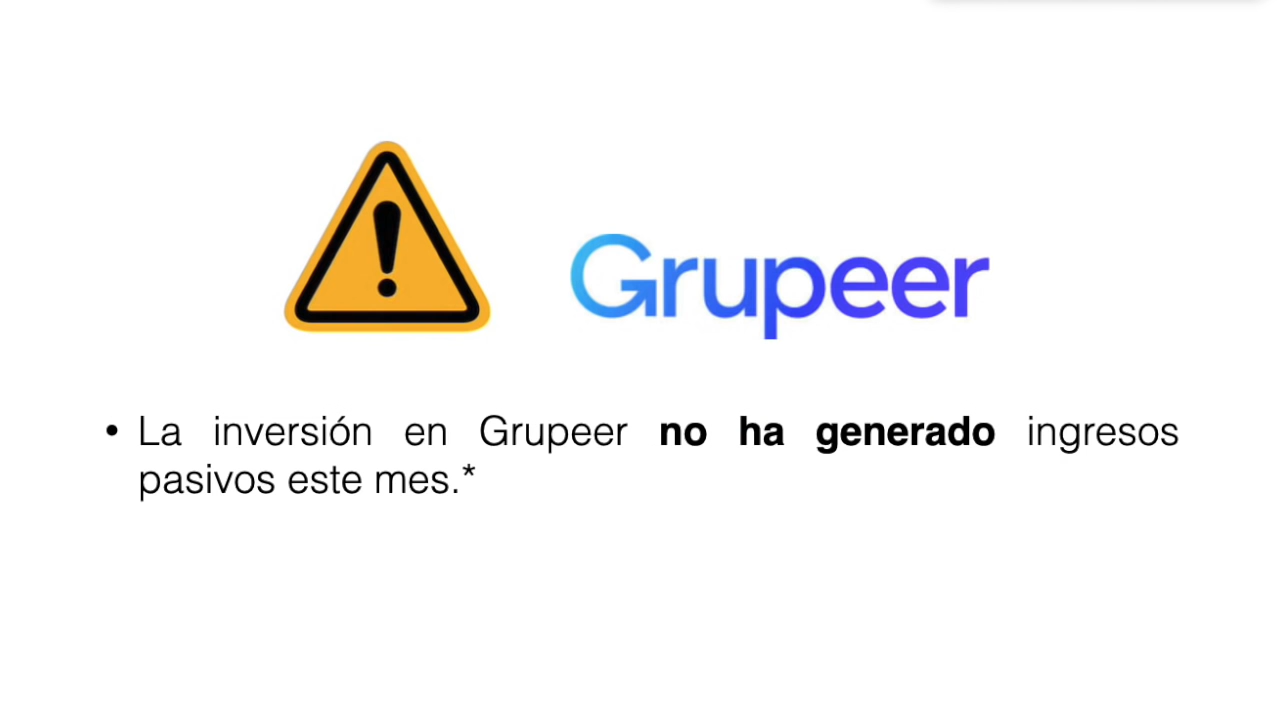 Grupeer
• La inversión en Grupeer no ha generado ingresos
pasivos este mes.*